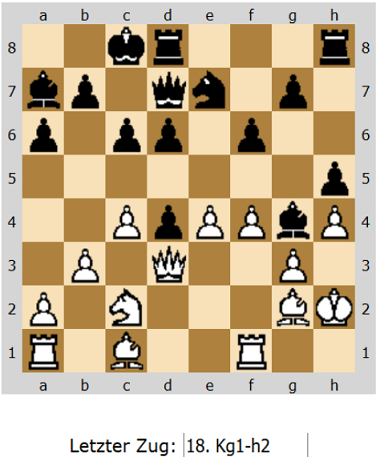 a b c d e f g h
8 8
7 7
6 6
5 5
4 4
3 3
2 2
1 1
a b c d e f g h
Letzter Zug: 18. Kg1-h2